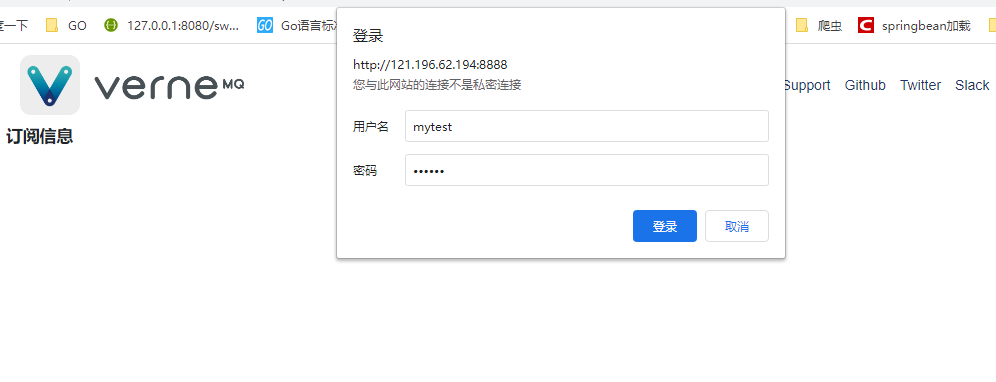 度一下 GO 127.0.0.1:8080/sw... GO Go语言标准 爬虫 C springbean加载
登录
http://121.196.62.194:8888
您与此网站的连接不是私密连接
verne MQ Support Github Twitter Slack
用户名 mytest
订阅信息
密码 ••••••
登录 取消